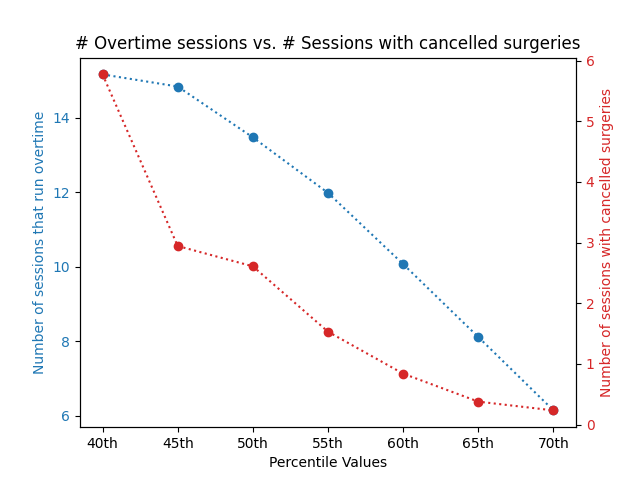 # Overtime sessions vs. # Sessions with cancelled surgeries
Number of sessions that run overtime
14
12
10
8
6
6
5
4
3
2
1
0
Number of sessions with cancelled surgeries
40th 45th 50th 55th 60th 65th 70th
Percentile Values